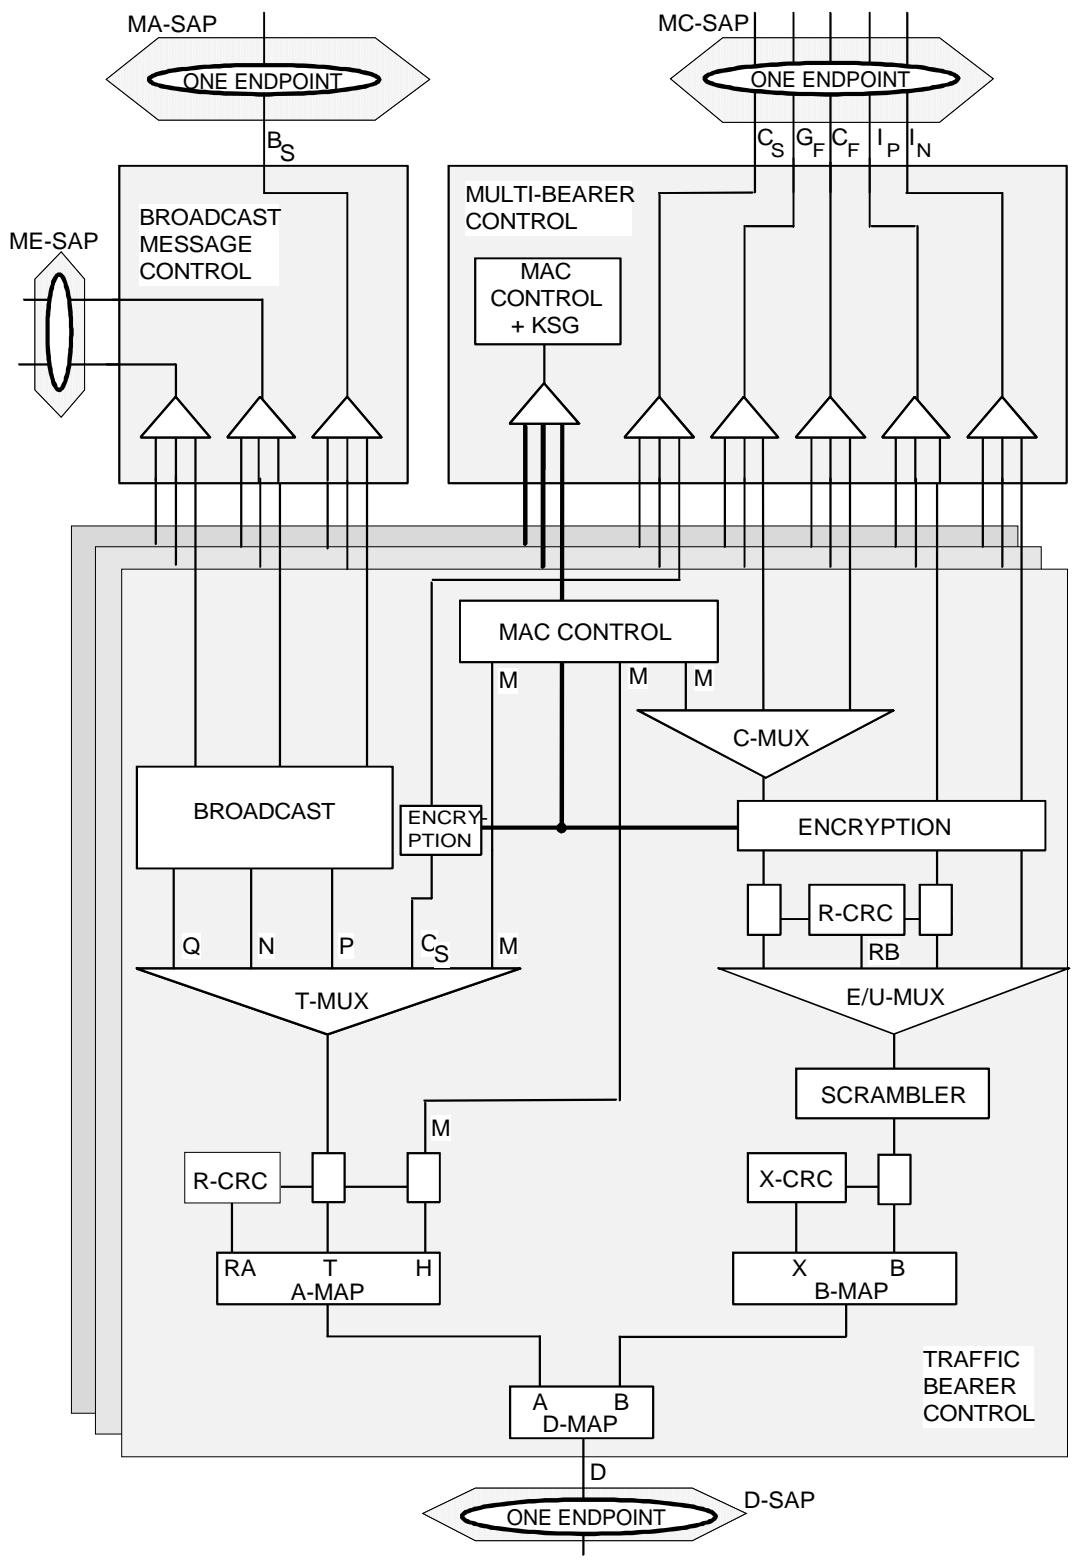 MA-SAP
MC-SAP
ONE ENDPOINT
ONE ENDPOINT
BS
CS
GF
CF
IP
IN
BROADCAST
MESSAGE
CONTROL
MULTI-BEARER
CONTROL
ME-SAP
MAC
CONTROL
+ KSG
MAC CONTROL
M
M
M
C-MUX
BROADCAST
ENCRY-
PTION
ENCRYPTION
R-CRC
Q
N
P
CS
M
RB
T-MUX
E/U-MUX
SCRAMBLER
M
R-CRC
X-CRC
RA
T
H
A-MAP
X
B
B-MAP
TRAFFIC
BEARER
CONTROL
A
B
D-MAP
D
D-SAP
ONE ENDPOINT